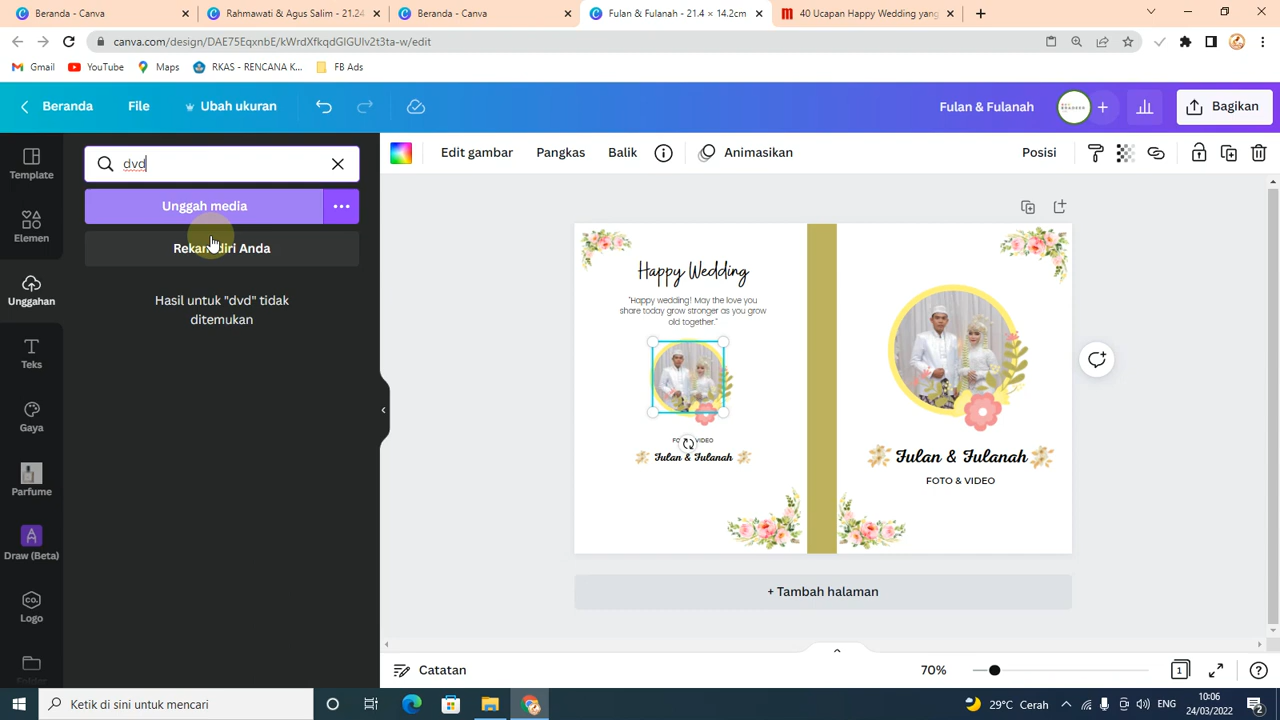 Beranda - Canva
Rahmawati & Agus Salim - 21.24
Beranda - Canva
Fulan & Fulanah - 21.4 × 14.2cm
40 Ucapan Happy Wedding yang
canva.com/design/DAE75EqxnbE/kWrdXfkqdGlGUlv2t3ta-w/edit
Gmail
YouTube
Maps
RKAS - RENCANA K...
FB Ads
Beranda
File
Ubah ukuran
Fulan & Fulanah
Bagikan
dvd
Edit gambar
Pangkas
Balik
Animasikan
Posisi
Template
Elemen
Unggahan
Teks
Gaya
Parfume
Draw (Beta)
Logo
Unggah media
Rekam diri Anda
Hasil untuk "dvd" tidak
ditemukan
Happy Wedding
"Happy wedding! May the love you
share today grow stronger as you grow
old together."
Fulan & Fulanah
Fulan & Fulanah
FOTO & VIDEO
+ Tambah halaman
Catatan
70%
1
Ketik di sini untuk mencari
29°C Cerah
ENG
10:06
24/03/2022
2